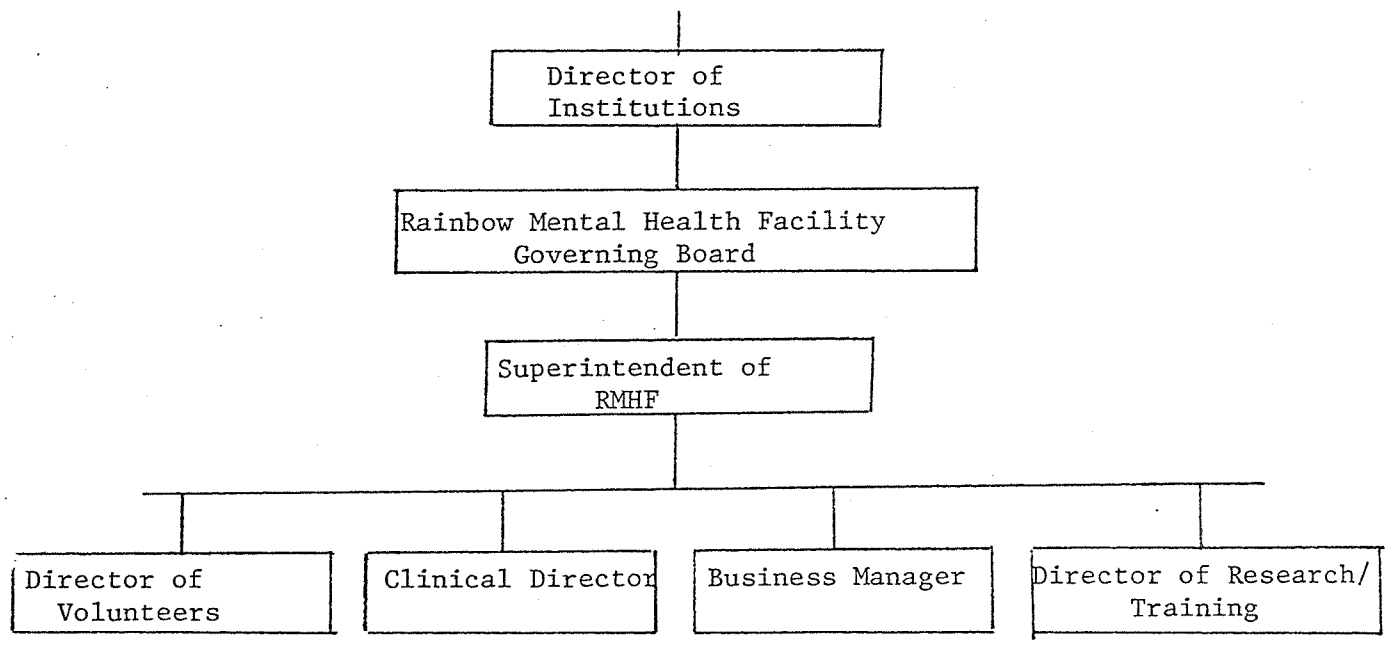 Director of
Institutions
Rainbow Mental Health Facility
Governing Board
Superintendent of
RMHF
Director of
Volunteers
Clinical Director
Business Manager
Director of Research/
Training